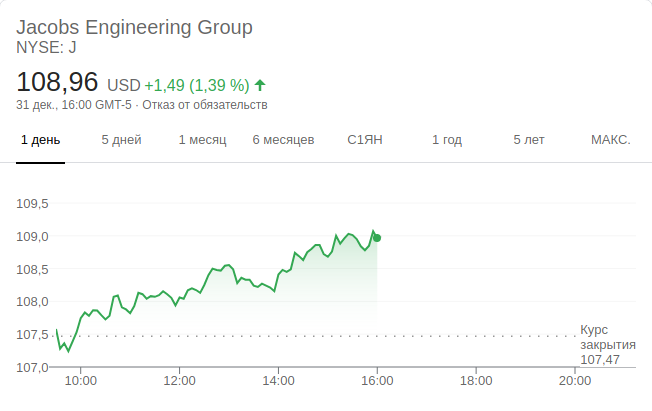 Jacobs Engineering Group
NYSE: J
108,96 USD +1,49 (1,39 %)
31 дек., 16:00 GMT-5 · Отказ от обязательств
1 день 5 дней 1 месяц 6 месяцев С1ЯН 1 год 5 лет МАКС.
109,5
109,0
108,5
108,0
107,5
107,0
Курс
закрытия
107,47
10:00 12:00 14:00 16:00 18:00 20:00